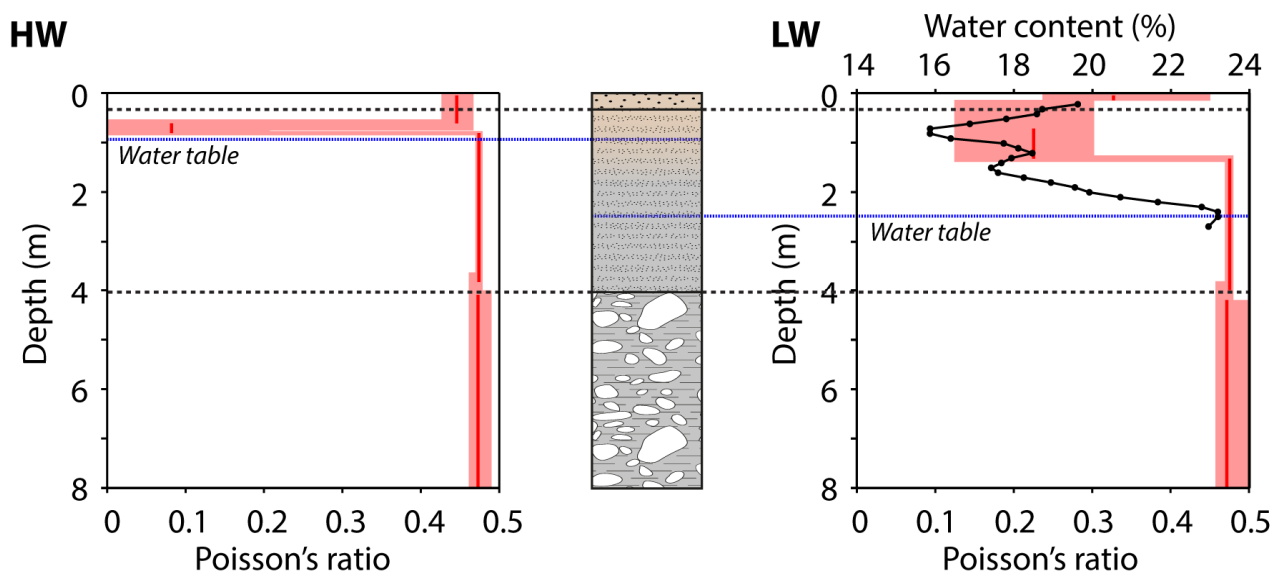 HW
LW
Water content (%)
14 16 18 20 22 24
0
2
4
6
8
Depth (m)
Water table
0 0.1 0.2 0.3 0.4 0.5
Poisson's ratio
0
2
4
6
8
Depth (m)
Water table
0 0.1 0.2 0.3 0.4 0.5
Poisson's ratio